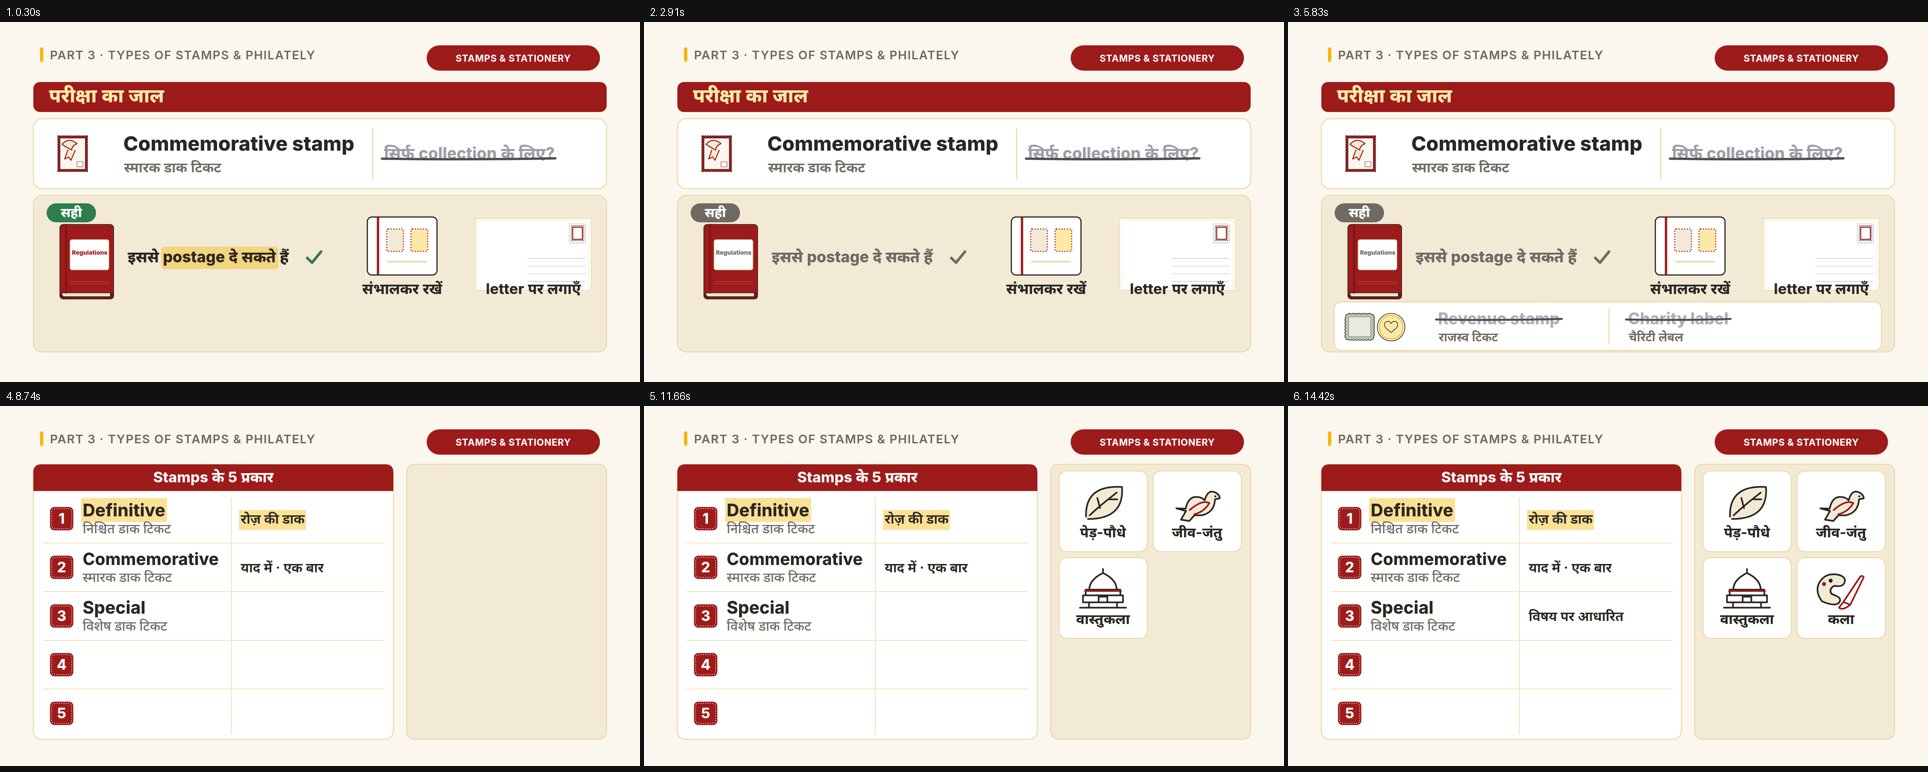 1. 0.30s
PART 3 · TYPES OF STAMPS & PHILATELY
STAMPS & STATIONERY
परीक्षा का जाल
Commemorative stamp
स्मारक डाक टिकट
सिर्फ collection के लिए?
सही
Regulations
इससे postage दे सकते हैं
संभालकर रखें
letter पर लगाएँ
2. 2.91s
PART 3 · TYPES OF STAMPS & PHILATELY
STAMPS & STATIONERY
परीक्षा का जाल
Commemorative stamp
स्मारक डाक टिकट
सिर्फ collection के लिए?
सही
Regulations
इससे postage दे सकते हैं
संभालकर रखें
letter पर लगाएँ
3. 5.83s
PART 3 · TYPES OF STAMPS & PHILATELY
STAMPS & STATIONERY
परीक्षा का जाल
Commemorative stamp
स्मारक डाक टिकट
सिर्फ collection के लिए?
सही
Regulations
इससे postage दे सकते हैं
संभालकर रखें
letter पर लगाएँ
Revenue stamp
राजस्व टिकट
Charity label
चैरिटी लेबल
4. 8.74s
PART 3 · TYPES OF STAMPS & PHILATELY
STAMPS & STATIONERY
Stamps के 5 प्रकार
1
Definitive
निश्चित डाक टिकट
रोज़ की डाक
2
Commemorative
स्मारक डाक टिकट
याद में · एक बार
3
Special
विशेष डाक टिकट
4
5
5. 11.66s
PART 3 · TYPES OF STAMPS & PHILATELY
STAMPS & STATIONERY
Stamps के 5 प्रकार
1
Definitive
निश्चित डाक टिकट
रोज़ की डाक
2
Commemorative
स्मारक डाक टिकट
याद में · एक बार
3
Special
विशेष डाक टिकट
4
5
पेड़-पौधे
जीव-जंतु
वास्तुकला
6. 14.42s
PART 3 · TYPES OF STAMPS & PHILATELY
STAMPS & STATIONERY
Stamps के 5 प्रकार
1
Definitive
निश्चित डाक टिकट
रोज़ की डाक
2
Commemorative
स्मारक डाक टिकट
याद में · एक बार
3
Special
विशेष डाक टिकट
विषय पर आधारित
4
5
पेड़-पौधे
जीव-जंतु
वास्तुकला
कला